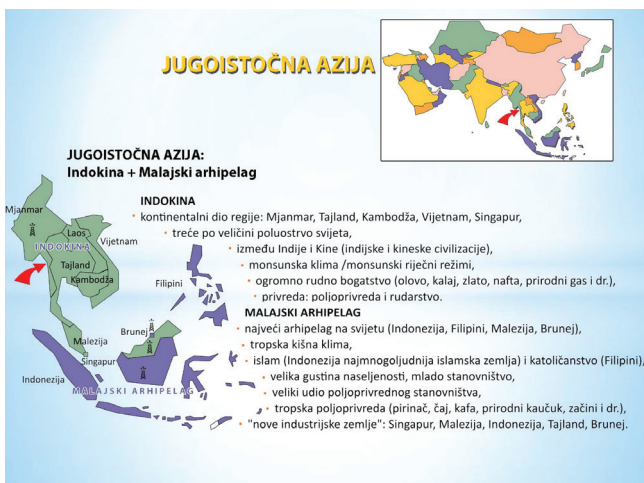 JUGOISTOČNA AZIJA
JUGOISTOČNA AZIJA:
Indokina + Malajski arhipelag
Mjanmar
Laos
Vijetnam
INDOKINA
Tajland
Kambodža
Filipini
Brunej
Malezija
Singapur
Indonezija
MALAJSKI ARHIPELAG
INDOKINA
• kontinentalni dio regije: Mjanmar, Tajland, Kambodža, Vijetnam, Singapur,
• treće po veličini poluostrvo svijeta,
• između Indije i Kine (indijske i kineske civilizacije),
• monsunska klima /monsunski riječni režimi,
• ogromno rudno bogatstvo (olovo, kalaj, zlato, nafta, prirodni gas i dr.),
• privreda: poljoprivreda i rudarstvo.
MALAJSKI ARHIPELAG
• najveći arhipelag na svijetu (Indonezija, Filipini, Malezija, Brunej),
• tropska kišna klima,
• islam (Indonezija najmnogoljudnija islamska zemlja) i katoličanstvo (Filipini),
• velika gustina naseljenosti, mlado stanovništvo,
• veliki udio poljoprivrednog stanovništva,
• tropska poljoprivreda (pirinač, čaj, kafa, prirodni kaučuk, začini i dr.),
• "nove industrijske zemlje": Singapur, Malezija, Indonezija, Tajland, Brunej.